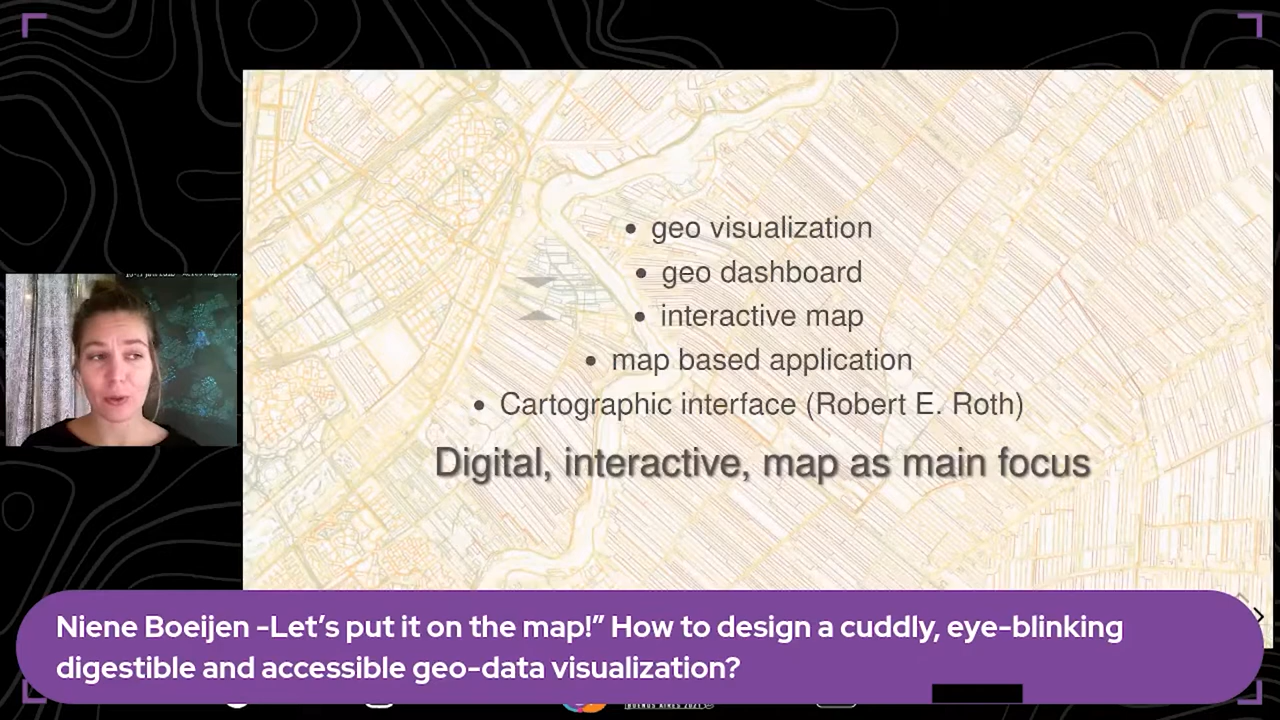 geo visualization
geo dashboard
interactive map
map based application
Cartographic interface (Robert E. Roth)
Digital, interactive, map as main focus
Niene Boeijen -Let’s put it on the map!” How to design a cuddly, eye-blinking
digestible and accessible geo-data visualization?